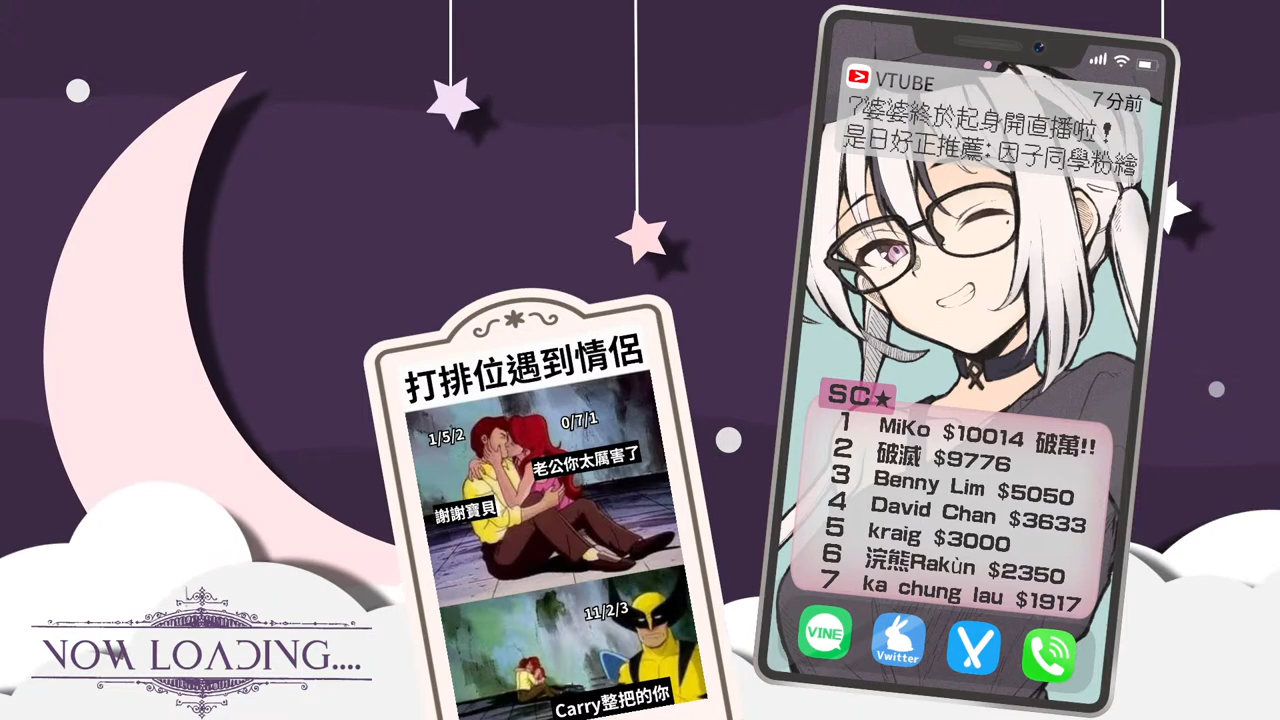 VTUBE
7分前
7婆婆終於起身開直播啦！
是日好正推薦：因子同學粉繪
打排位遇到情侶
1/5/2
0/7/1
老公你太厲害了
謝謝寶貝
11/2/3
Carry整把的你
SC★
1 MiKo $10014 破萬!!
2 破滅 $9776
3 Benny Lim $5050
4 David Chan $3633
5 kraig $3000
6 浣熊Rakùn $2350
7 ka chung lau $1917
VINE
Vwitter
NOW LOADING....